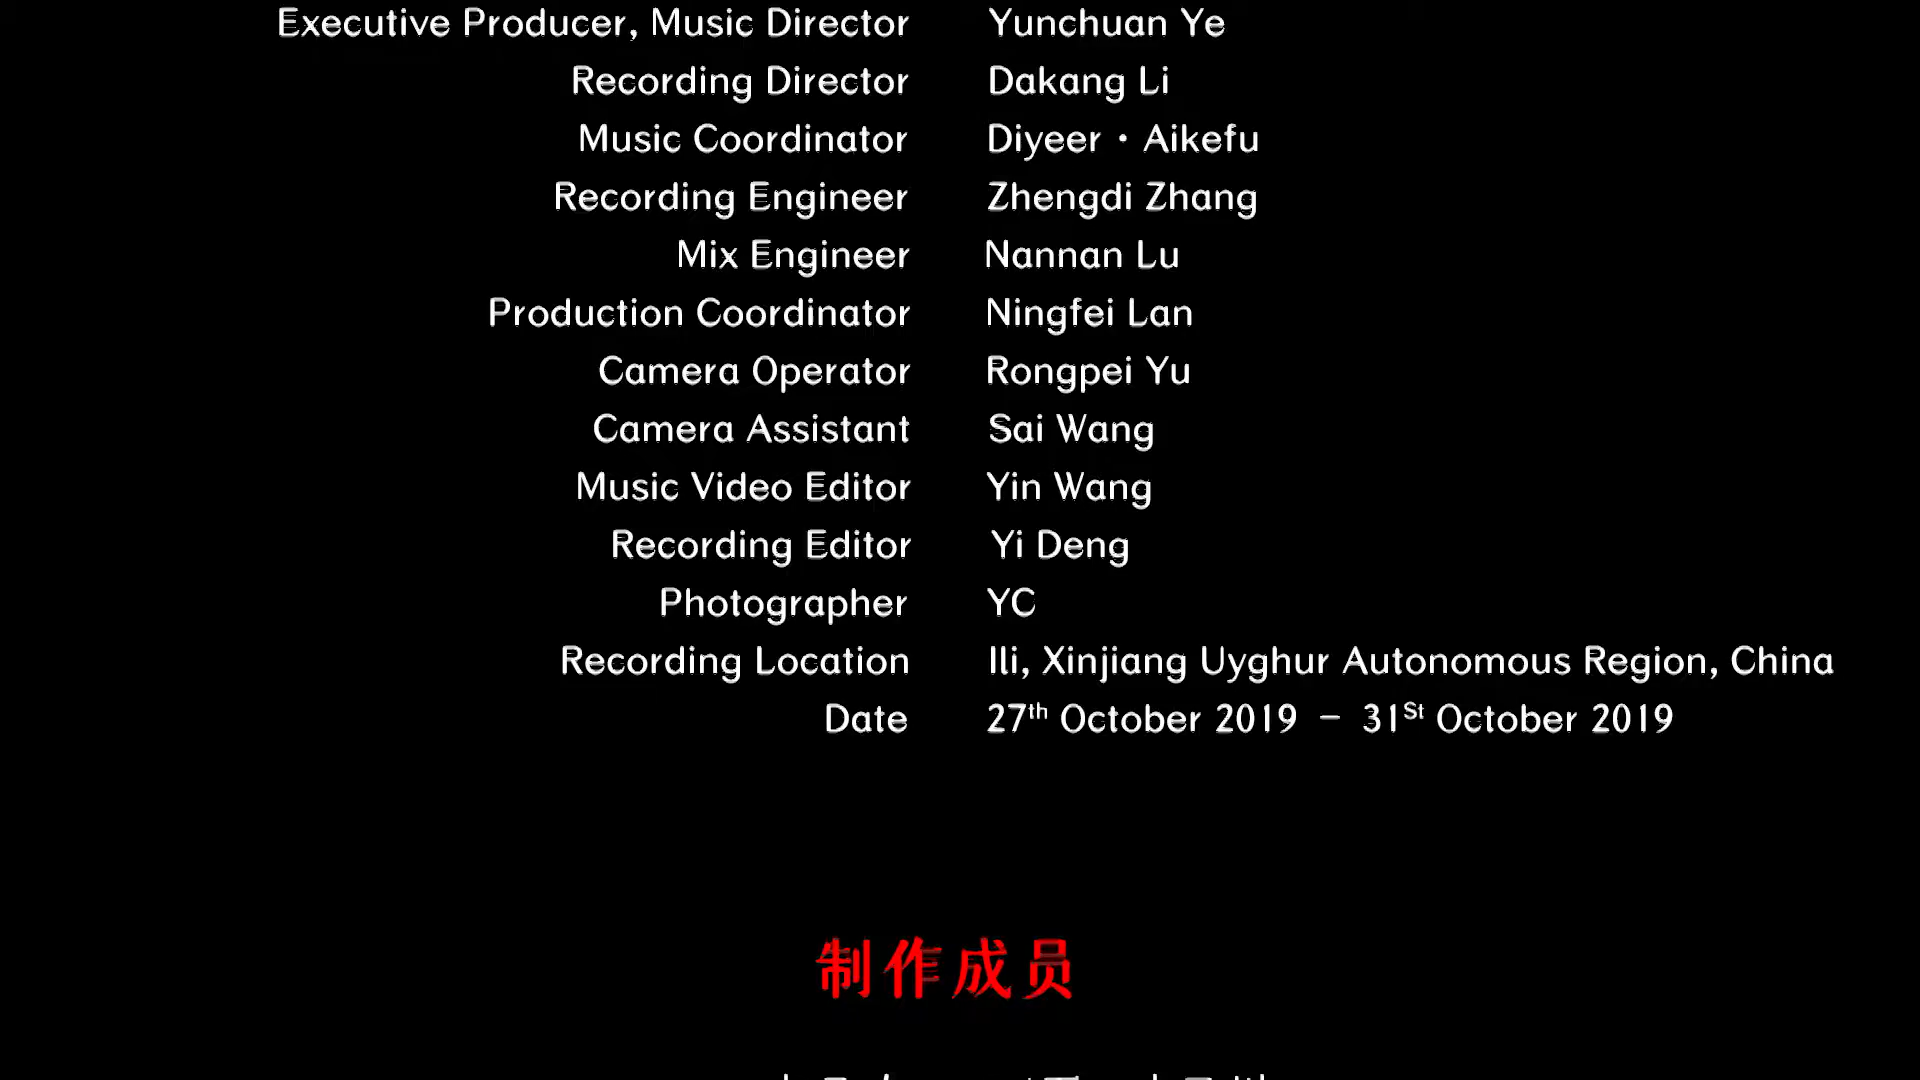 Executive Producer, Music Director Yunchuan Ye
Recording Director Dakang Li
Music Coordinator Diyeer · Aikefu
Recording Engineer Zhengdi Zhang
Mix Engineer Nannan Lu
Production Coordinator Ningfei Lan
Camera Operator Rongpei Yu
Camera Assistant Sai Wang
Music Video Editor Yin Wang
Recording Editor Yi Deng
Photographer YC
Recording Location Ili, Xinjiang Uyghur Autonomous Region, China
Date 27th October 2019 – 31St October 2019
制作成员